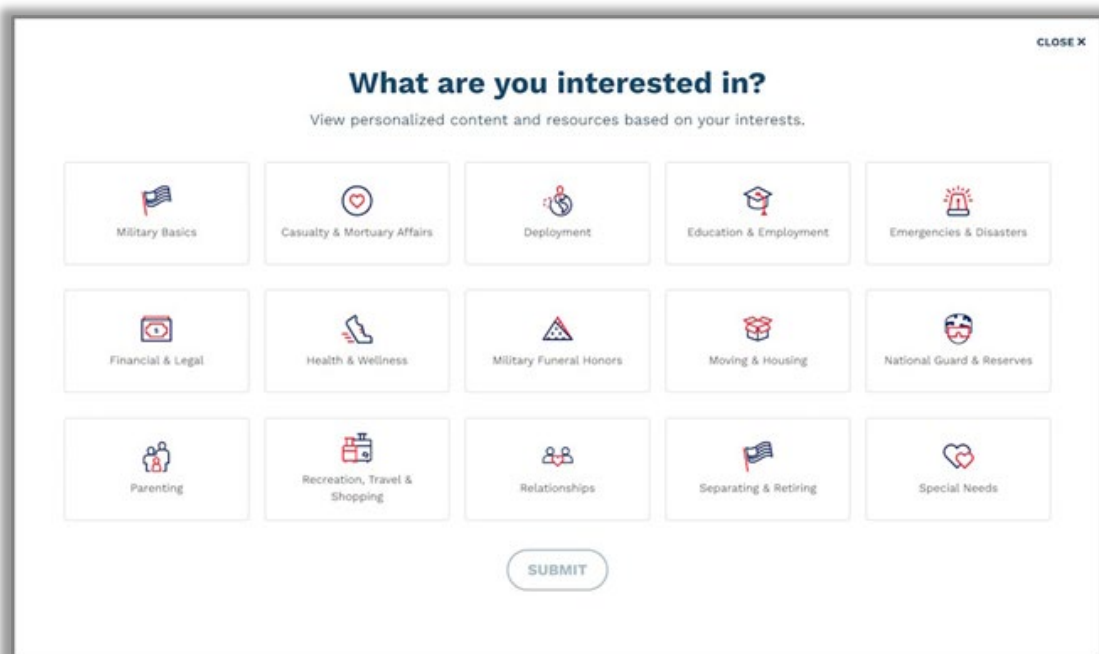 CLOSE X
What are you interested in?
View personalized content and resources based on your interests.
Military Basics
Casualty & Mortuary Affairs
Deployment
Education & Employment
Emergencies & Disasters
Financial & Legal
Health & Wellness
Military Funeral Honors
Moving & Housing
National Guard & Reserves
Parenting
Recreation, Travel &
Shopping
Relationships
Separating & Retiring
Special Needs
SUBMIT